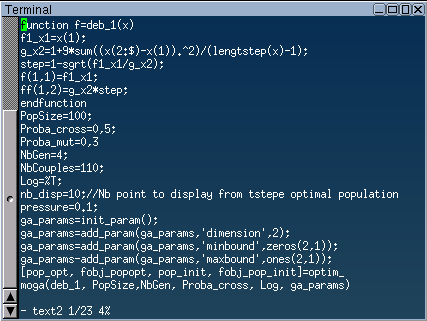 Terminal
function f=deb_1(x)
f1_x1=x(1);
g_x2=1+9*sum((x(2;$)-x(1)).^2)/(lengtstep(x)-1);
step=1-sgrt(f1_x1/g_x2);
f(1,1)=f1_x1;
ff(1,2)=g_x2*step;
endfunction
PopSize=100;
Proba_cross=0,5;
Proba_mut=0,3
NbGen=4;
NbCouples=110;
Log=%T;
nb_disp=10;//Nb point to display from tstepe optimal population
pressure=0,1;
ga_params=init_param();
ga_params=add_param(ga_params,'dimension',2);
ga_params=add_param(ga_params,'minbound',zeros(2,1));
ga_params-add_param(ga_params,'maxbound',ones(2,1));
[pop_opt, fobj_popopt, pop_init, fobj_pop_init]=optim_
moga(deb_1, PopSize,NbGen, Proba_cross, Log, ga_params)
- text2 1/23 4%